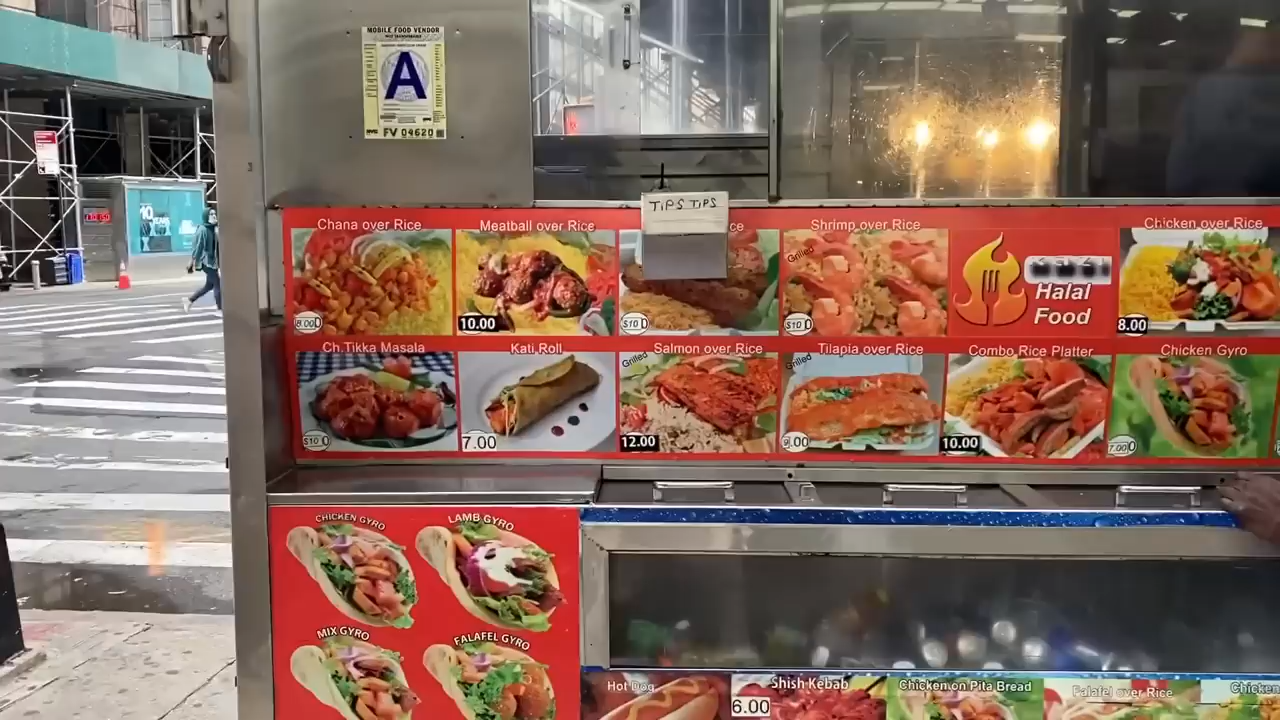 MOBILE FOOD VENDOR
A
FV 04620
TIPS TIPS
Chana over Rice
Meatball over Rice
Shrimp over Rice
Chicken over Rice
Grilled
8.00
10.00
$10
$10
Halal
Food
8.00
Ch.Tikka Masala
Kati Roll
Grilled
Salmon over Rice
Grilled
Tilapia over Rice
Combo Rice Platter
Chicken Gyro
$10
7.00
12.00
.00
10.00
7.00
CHICKEN GYRO
LAMB GYRO
MIX GYRO
FALAFEL GYRO
Hot Dog
6.00
Shish Kebab
Chicken on Pita Bread
Falafel over Rice
Chicken